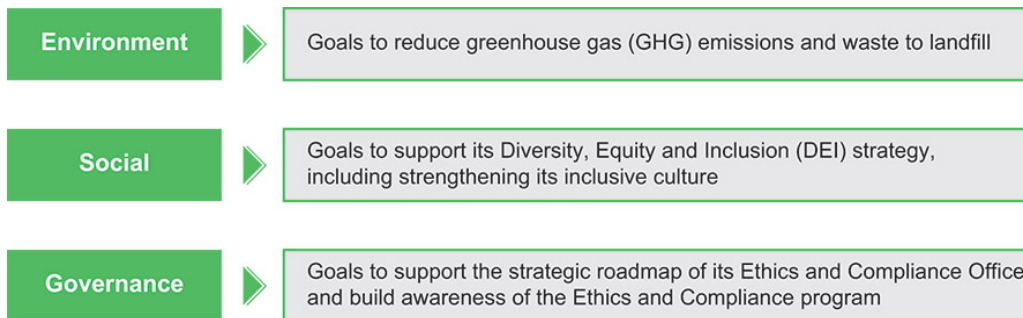 Environment
Goals to reduce greenhouse gas (GHG) emissions and waste to landfill
Social
Goals to support its Diversity, Equity and Inclusion (DEI) strategy,
including strengthening its inclusive culture
Governance
Goals to support the strategic roadmap of its Ethics and Compliance Office
and build awareness of the Ethics and Compliance program